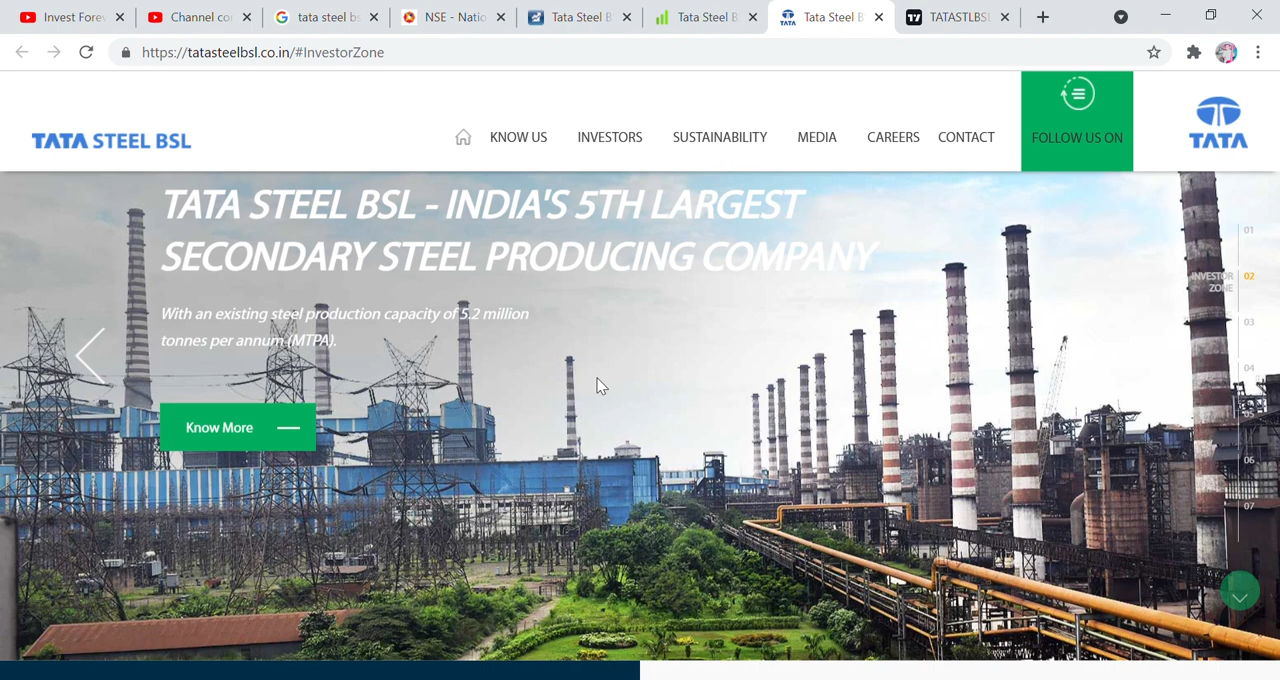 Invest Forev
Channel co
tata steel bs
NSE - Natio
Tata Steel B
Tata Steel B
Tata Steel B
TATASTLBSL
https://tatasteelbsl.co.in/#InvestorZone
TATA STEEL BSL
KNOW US
INVESTORS
SUSTAINABILITY
MEDIA
CAREERS
CONTACT
FOLLOW US ON
TATA
TATA STEEL BSL - INDIA'S 5TH LARGEST
SECONDARY STEEL PRODUCING COMPANY
With an existing steel production capacity of 5.2 million
tonnes per annum (MTPA).
Know More
01
INVESTOR
ZONE
02
03
04
06
07